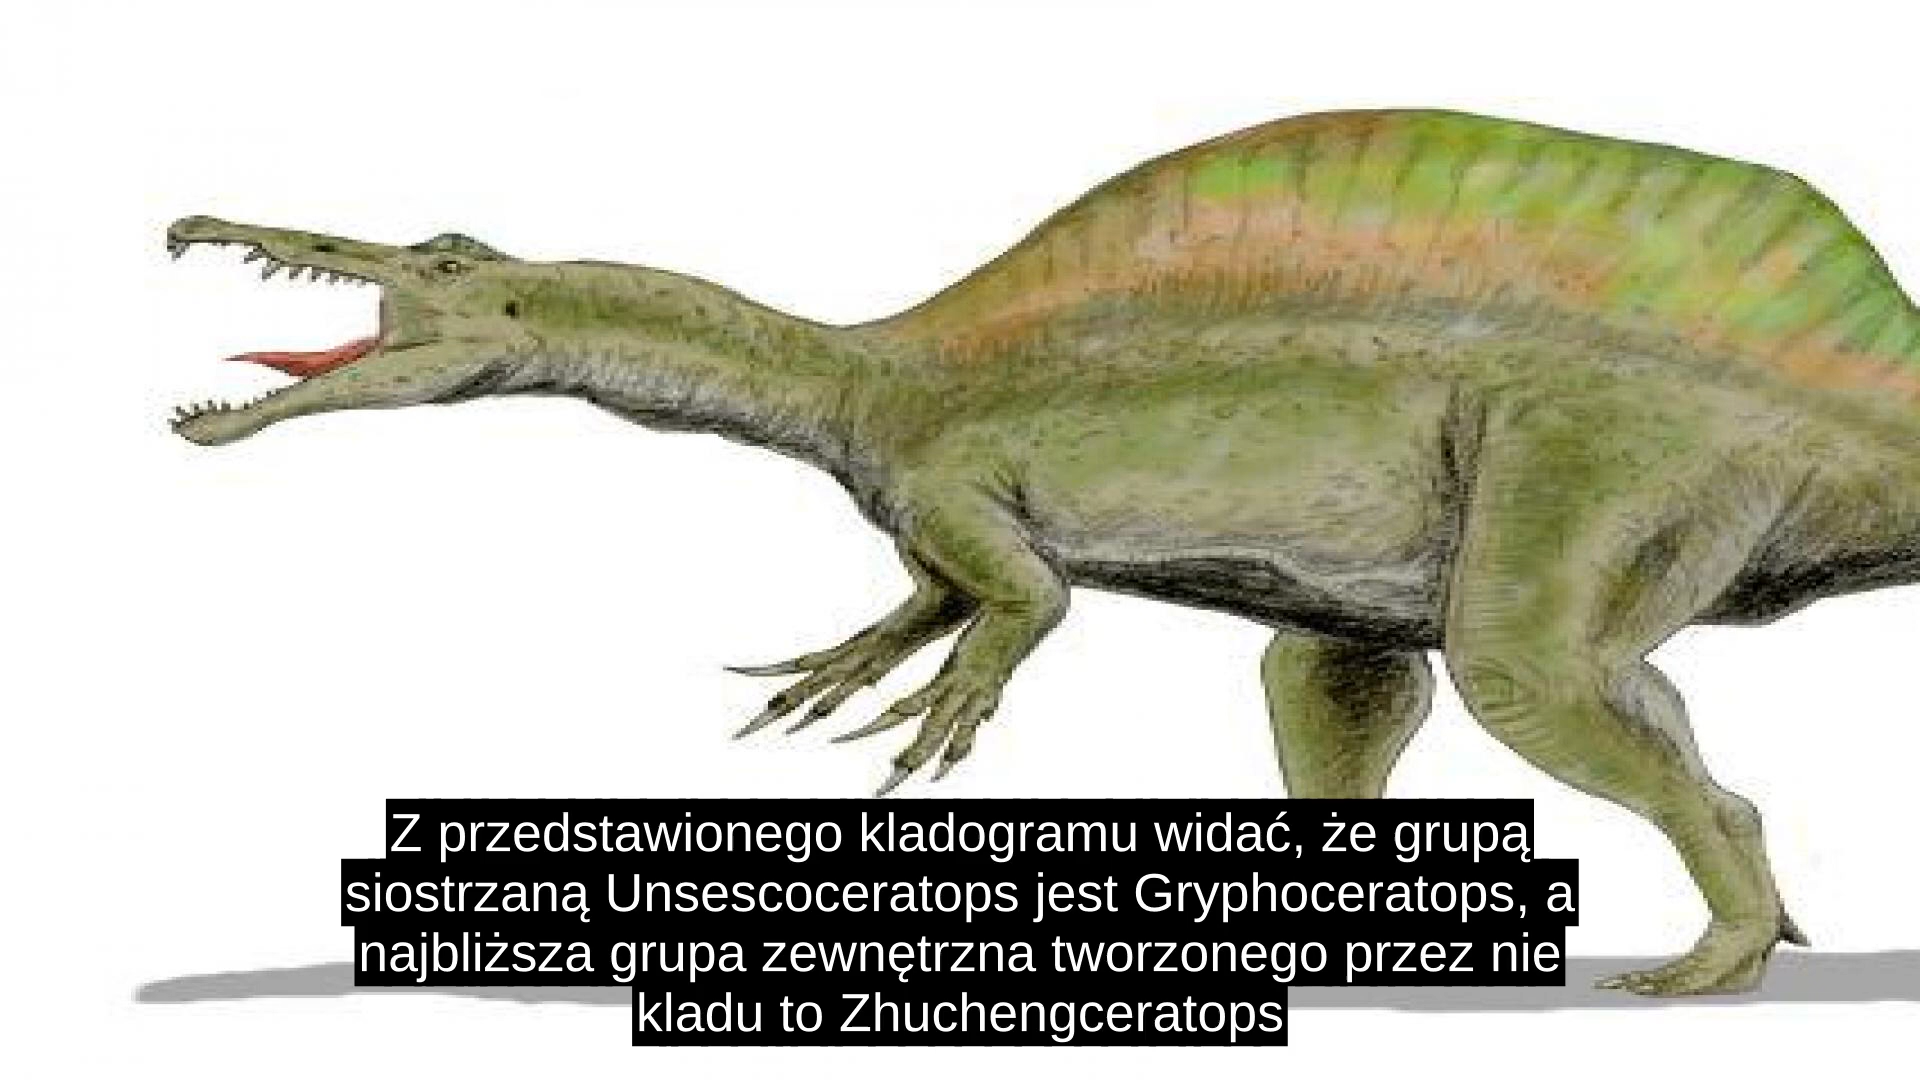 Z przedstawionego kladogramu widać, że grupą
siostrzaną Unsescoceratops jest Gryphoceratops, a
najbliższa grupa zewnętrzna tworzonego przez nie
kladu to Zhuchengceratops